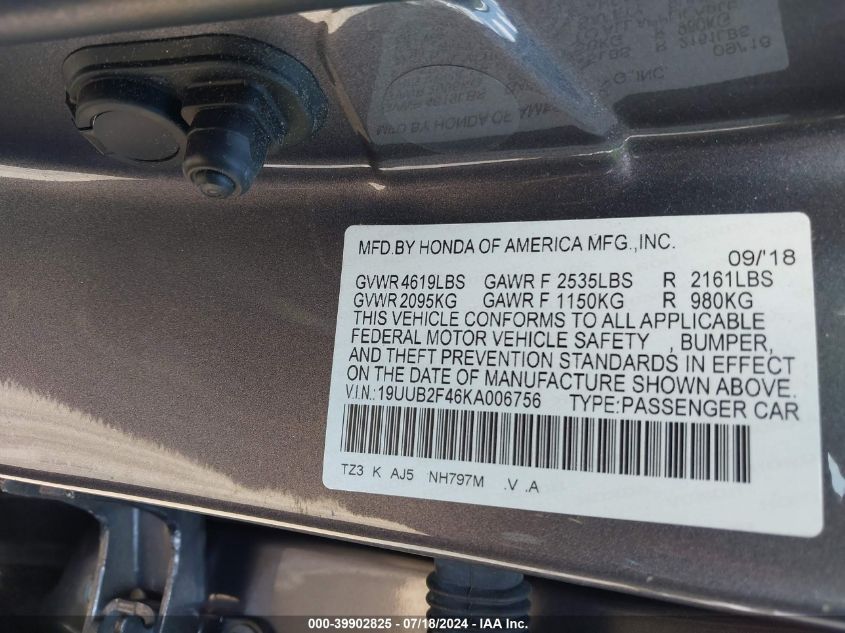 MFD.BY HONDA OF AMERICA MFG.,INC.
09/'18
GVWR 4619LBS GAWR F 2535LBS R 2161LBS
GVWR 2095KG GAWR F 1150KG R 980KG
THIS VEHICLE CONFORMS TO ALL APPLICABLE
FEDERAL MOTOR VEHICLE SAFETY , BUMPER,
AND THEFT PREVENTION STANDARDS IN EFFECT
ON THE DATE OF MANUFACTURE SHOWN ABOVE.
V.I.N.: 19UUB2F46KA006756 TYPE:PASSENGER CAR
TZ3 K AJ5 NH797M .V .A
000-39902825 - 07/18/2024 - IAA Inc.